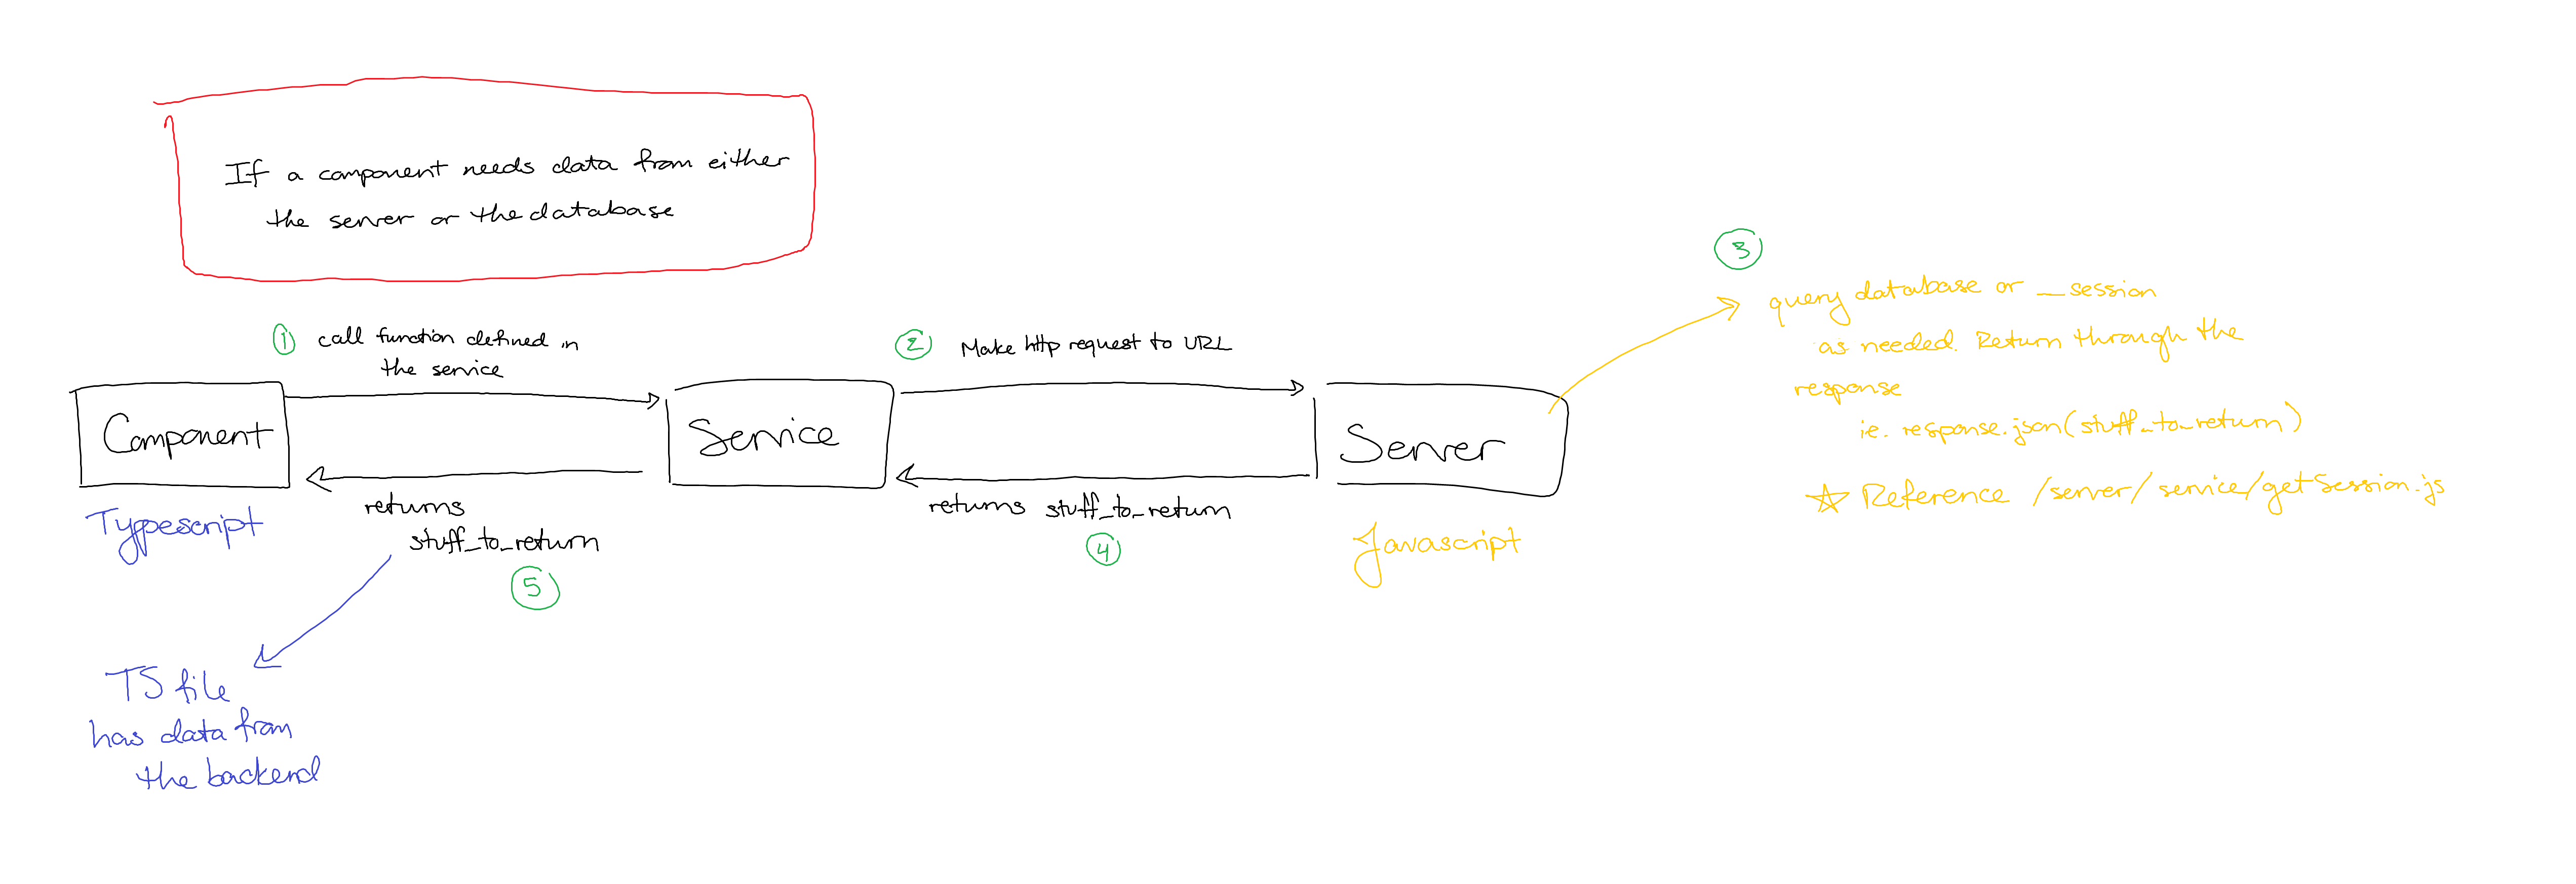 If a component needs data from either
the server or the database
1 call function defined in
the service
2 Make http request to URL
3
query database or __session
as needed. Return through the
response
ie. response.json(stuff_to_return)
☆ Reference /server/service/getSession.js
Component
Service
Server
Typescript
Javascript
returns
stuff_to_return
5
returns stuff_to_return
4
TS file
has data from
the backend